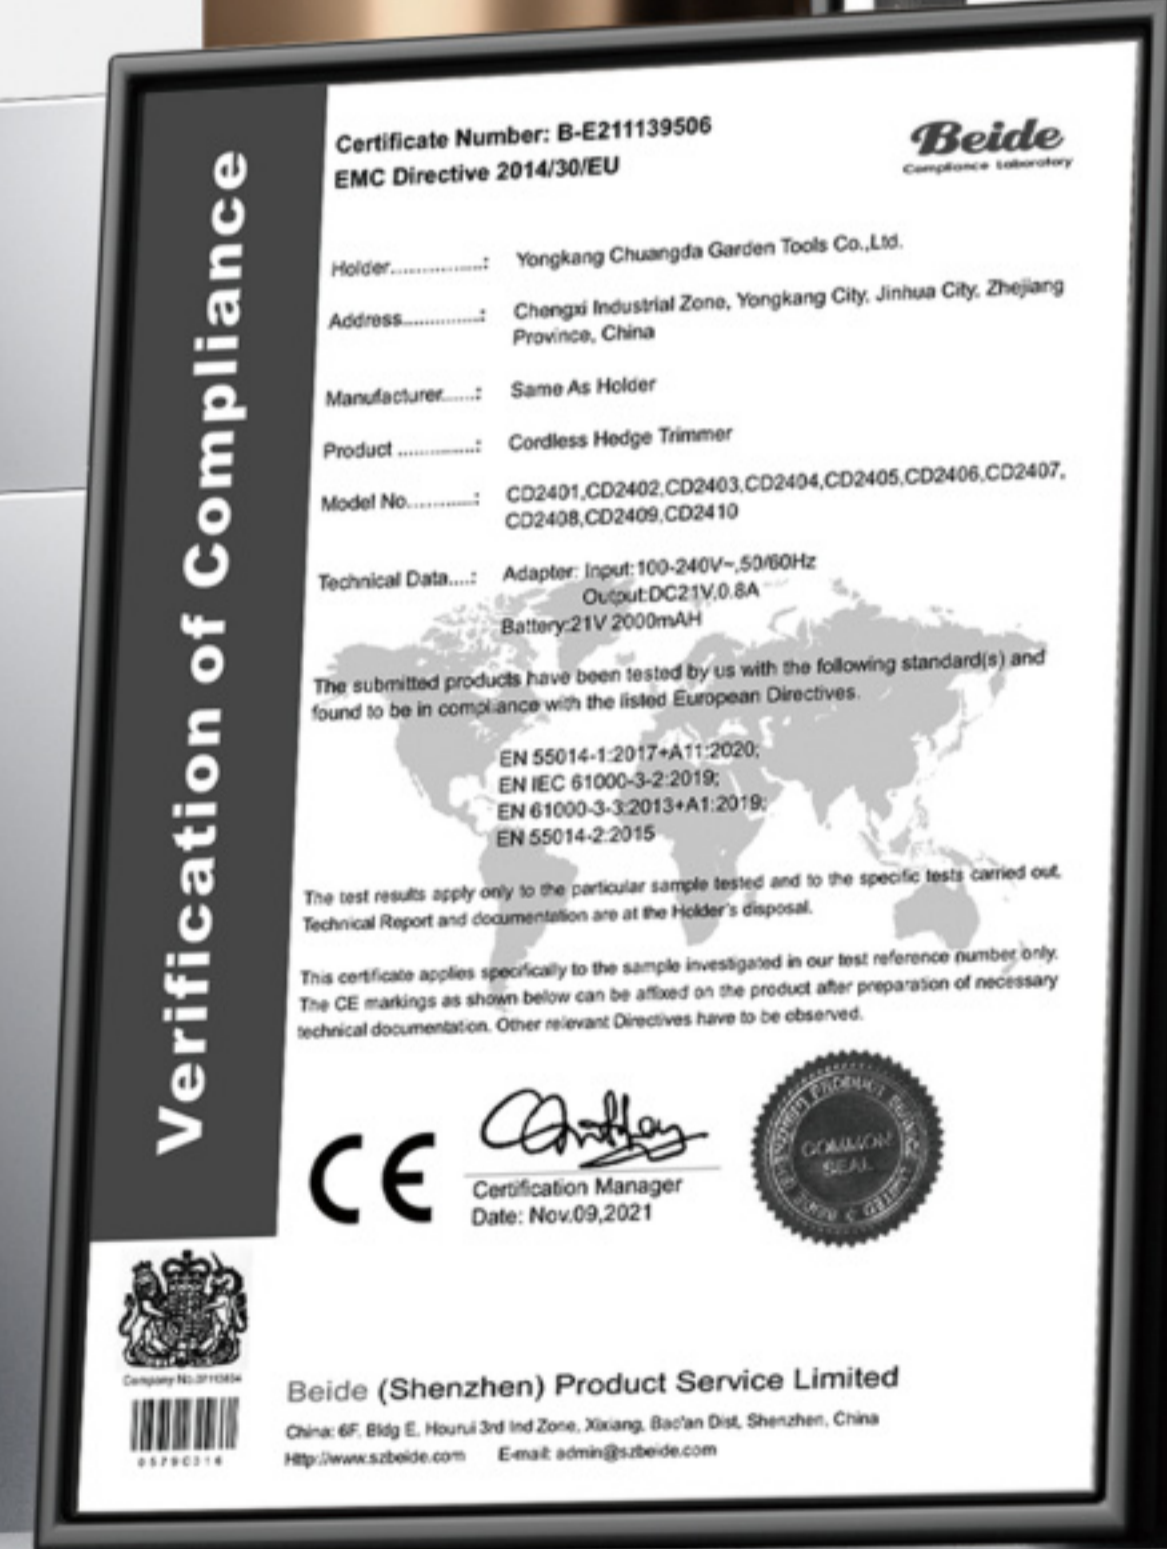 Verification of Compliance
Certificate Number: B-E211139506
EMC Directive 2014/30/EU
Beide
Compliance Laboratory
Holder................: Yongkang Chuangda Garden Tools Co.,Ltd.
Address..............: Chengxi Industrial Zone, Yongkang City, Jinhua City, Zhejiang
Province, China
Manufacturer......: Same As Holder
Product ..............: Cordless Hedge Trimmer
Model No............: CD2401,CD2402,CD2403,CD2404,CD2405,CD2406,CD2407,
CD2408,CD2409,CD2410
Technical Data....: Adapter: Input:100-240V~,50/60Hz
Output:DC21V,0.8A
Battery:21V 2000mAH
The submitted products have been tested by us with the following standard(s) and
found to be in compliance with the listed European Directives.
EN 55014-1:2017+A11:2020;
EN IEC 61000-3-2:2019;
EN 61000-3-3:2013+A1:2019;
EN 55014-2:2015
The test results apply only to the particular sample tested and to the specific tests carried out.
Technical Report and documentation are at the Holder's disposal.
This certificate applies specifically to the sample investigated in our test reference number only.
The CE markings as shown below can be affixed on the product after preparation of necessary
technical documentation. Other relevant Directives have to be observed.
CE
Certification Manager
Date: Nov.09,2021
COMMON
SEAL
Company No.
Beide (Shenzhen) Product Service Limited
China: 6F, Bldg E, Hourui 3rd Ind Zone, Xixiang, Bao'an Dist, Shenzhen, China
Http://www.szbeide.com E-mail: admin@szbeide.com